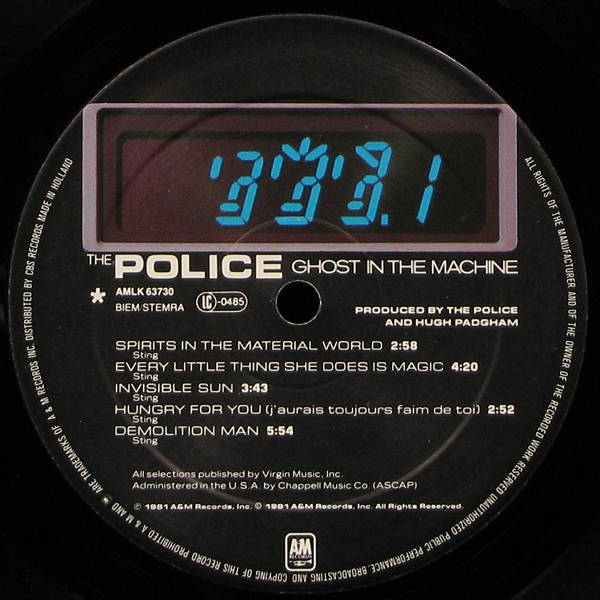 THE POLICE GHOST IN THE MACHINE
* AMLK 63730
BIEM/STEMRA LC-0485
PRODUCED BY THE POLICE
AND HUGH PADGHAM
SPIRITS IN THE MATERIAL WORLD 2:58
Sting
EVERY LITTLE THING SHE DOES IS MAGIC 4:20
Sting
INVISIBLE SUN 3:43
Sting
HUNGRY FOR YOU (j'aurais toujours faim de toi) 2:52
Sting
DEMOLITION MAN 5:54
Sting
All selections published by Virgin Music, Inc.
Administered in the U.S.A. by Chappell Music Co. (ASCAP)
℗ 1981 A&M Records, Inc. © 1981 A&M Records, Inc. All Rights Reserved.
AM
RECORDS
ALL RIGHTS OF THE MANUFACTURER AND OF THE OWNER OF THE RECORDED WORK RESERVED UNAUTHORIZED PUBLIC PERFORMANCE, BROADCASTING AND COPYING OF THIS RECORD PROHIBITED A & M AND ARE TRADEMARKS OF A & M RECORDS INC. DISTRIBUTED BY CBS RECORDS. MADE IN HOLLAND